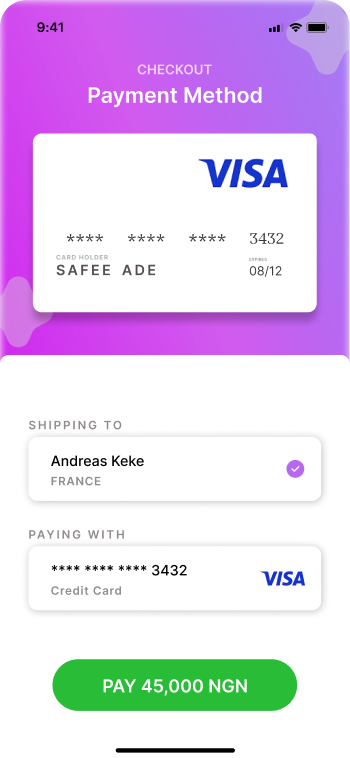 9:41
CHECKOUT
Payment Method
VISA
**** **** **** 3432
CARD HOLDER
EXPIRES
SAFEE ADE
08/12
SHIPPING TO
Andreas Keke
FRANCE
PAYING WITH
**** **** **** 3432
VISA
Credit Card
PAY 45,000 NGN